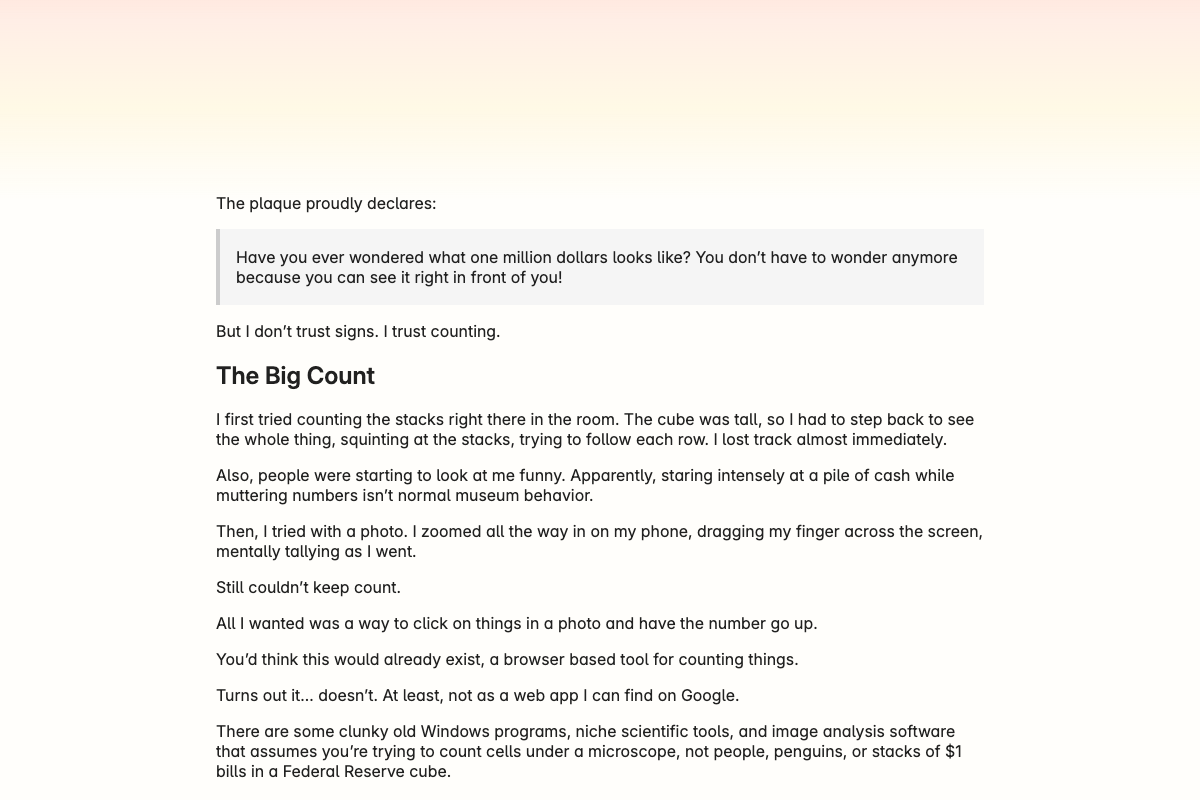 The plaque proudly declares:
Have you ever wondered what one million dollars looks like? You don’t have to wonder anymore
because you can see it right in front of you!
But I don’t trust signs. I trust counting.
The Big Count
I first tried counting the stacks right there in the room. The cube was tall, so I had to step back to see
the whole thing, squinting at the stacks, trying to follow each row. I lost track almost immediately.
Also, people were starting to look at me funny. Apparently, staring intensely at a pile of cash while
muttering numbers isn’t normal museum behavior.
Then, I tried with a photo. I zoomed all the way in on my phone, dragging my finger across the screen,
mentally tallying as I went.
Still couldn’t keep count.
All I wanted was a way to click on things in a photo and have the number go up.
You’d think this would already exist, a browser based tool for counting things.
Turns out it... doesn’t. At least, not as a web app I can find on Google.
There are some clunky old Windows programs, niche scientific tools, and image analysis software
that assumes you’re trying to count cells under a microscope, not people, penguins, or stacks of $1
bills in a Federal Reserve cube.